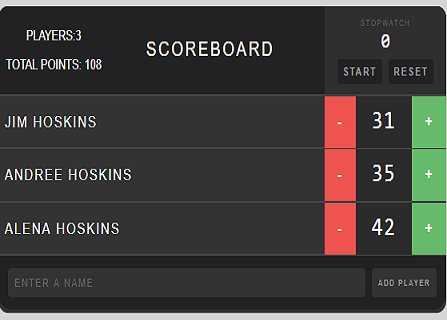 PLAYERS:3
TOTAL POINTS: 108
SCOREBOARD
STOPWATCH
0
START RESET
JIM HOSKINS - 31 +
ANDREE HOSKINS - 35 +
ALENA HOSKINS - 42 +
ENTER A NAME ADD PLAYER